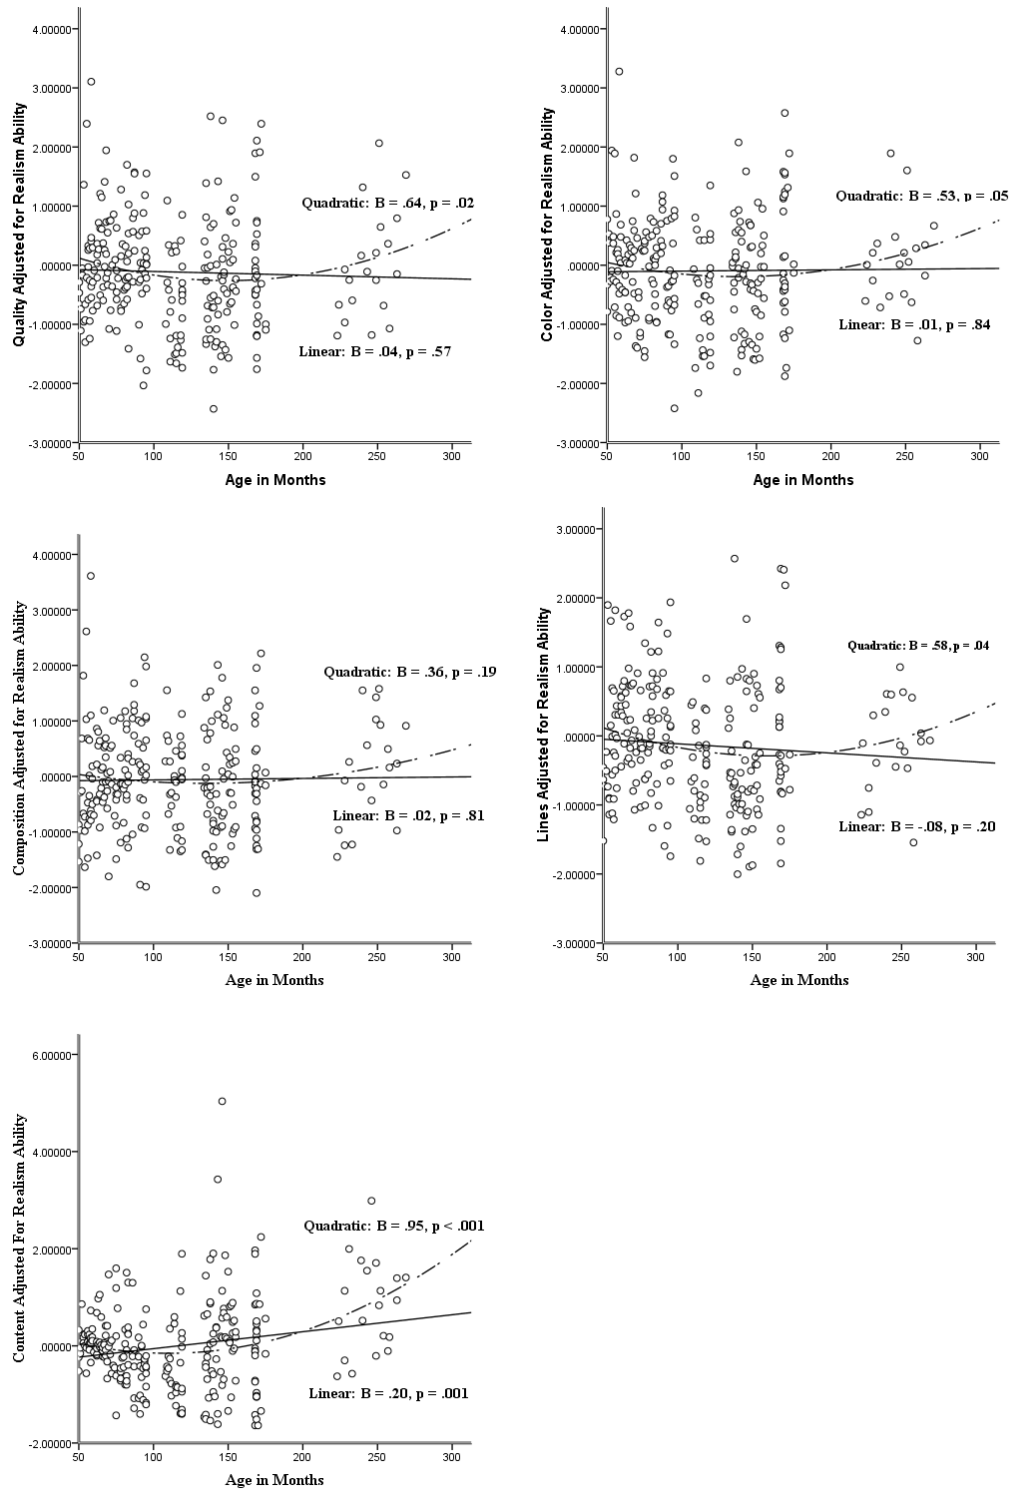 4.00000
3.00000
2.00000
1.00000
.00000
-1.00000
-2.00000
-3.00000
50 100 150 200 250 300
Quality Adjusted for Realism Ability
Quadratic: B = .64, p = .02
Linear: B = .04, p = .57
Age in Months
4.00000
3.00000
2.00000
1.00000
.00000
-1.00000
-2.00000
-3.00000
50 100 150 200 250 300
Color Adjusted for Realism Ability
Quadratic: B = .53, p = .05
Linear: B = .01, p = .84
Age in Months
4.00000
3.00000
2.00000
1.00000
.00000
-1.00000
-2.00000
-3.00000
50 100 150 200 250 300
Composition Adjusted for Realism Ability
Quadratic: B = .36, p = .19
Linear: B = .02, p = .81
Age in Months
3.00000
2.00000
1.00000
.00000
-1.00000
-2.00000
-3.00000
50 100 150 200 250 300
Lines Adjusted for Realism Ability
Quadratic: B = .58, p = .04
Linear: B = -.08, p = .20
Age in Months
6.00000
4.00000
2.00000
.00000
-2.00000
50 100 150 200 250 300
Content Adjusted For Realism Ability
Quadratic: B = .95, p < .001
Linear: B = .20, p = .001
Age in Months